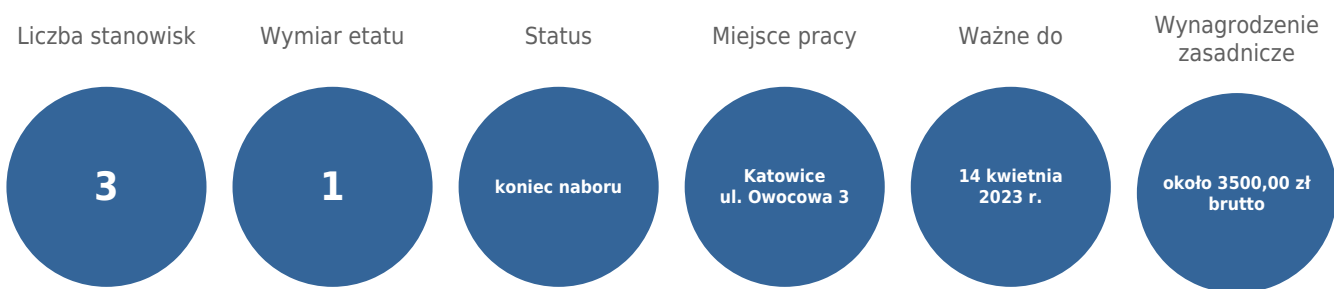 Liczba stanowisk
3
Wymiar etatu
1
Status
koniec naboru
Miejsce pracy
Katowice
ul. Owocowa 3
Ważne do
14 kwietnia
2023 r.
Wynagrodzenie
zasadnicze
około 3500,00 zł
brutto